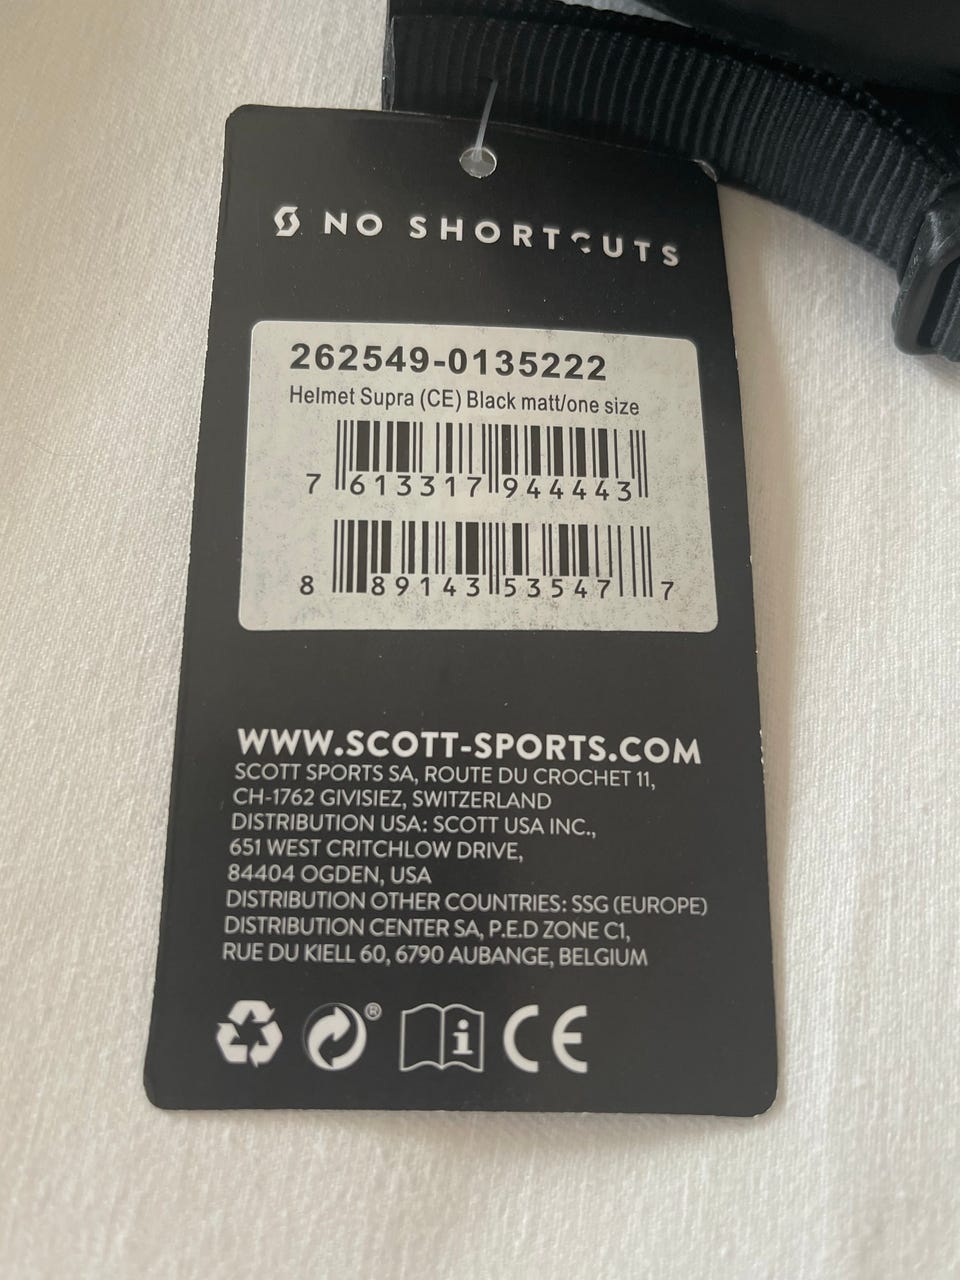 NO SHORTCUTS
262549-0135222
Helmet Supra (CE) Black matt/one size
7 613317 944443
8 89143 53547 7
WWW.SCOTT-SPORTS.COM
SCOTT SPORTS SA, ROUTE DU CROCHET 11,
CH-1762 GIVISIEZ, SWITZERLAND
DISTRIBUTION USA: SCOTT USA INC.,
651 WEST CRITCHLOW DRIVE,
84404 OGDEN, USA
DISTRIBUTION OTHER COUNTRIES: SSG (EUROPE)
DISTRIBUTION CENTER SA, P.E.D ZONE C1,
RUE DU KIELL 60, 6790 AUBANGE, BELGIUM
® i CE